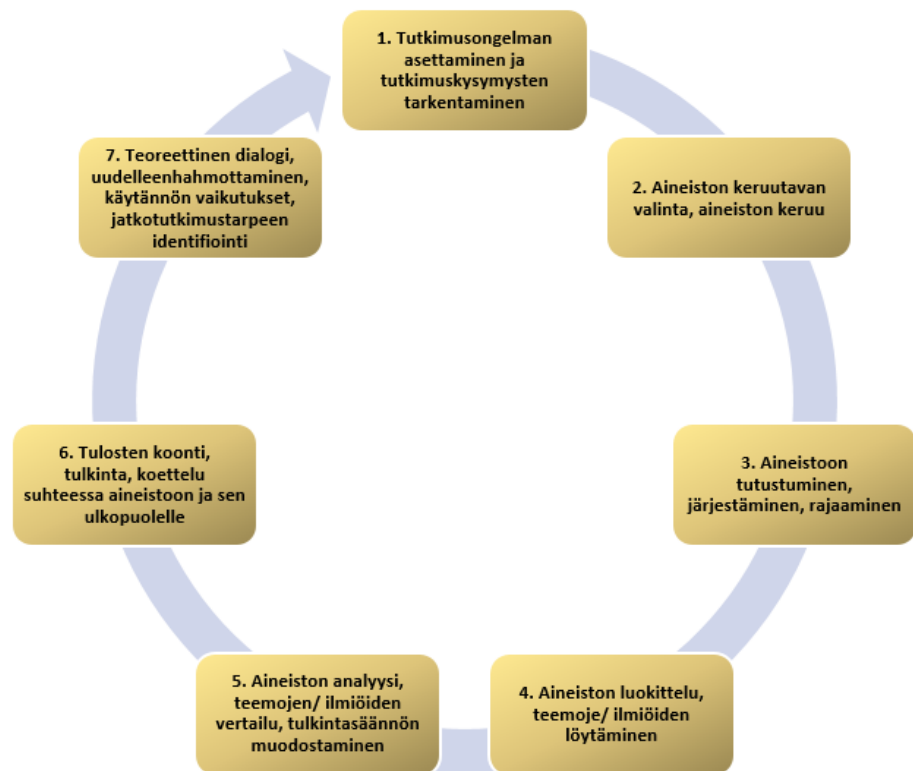 1. Tutkimusongelman
asettaminen ja
tutkimuskysymysten
tarkentaminen
2. Aineiston keruutavan
valinta, aineiston keruu
3. Aineistoon
tutustuminen,
järjestäminen, rajaaminen
4. Aineiston luokittelu,
teemoje/ ilmiöiden
löytäminen
5. Aineiston analyysi,
teemojen/ ilmiöiden
vertailu, tulkintasäännön
muodostaminen
6. Tulosten koonti,
tulkinta, koettelu
suhteessa aineistoon ja sen
ulkopuolelle
7. Teoreettinen dialogi,
uudelleenhahmottaminen,
käytännön vaikutukset,
jatkotutkimustarpeen
identifiointi